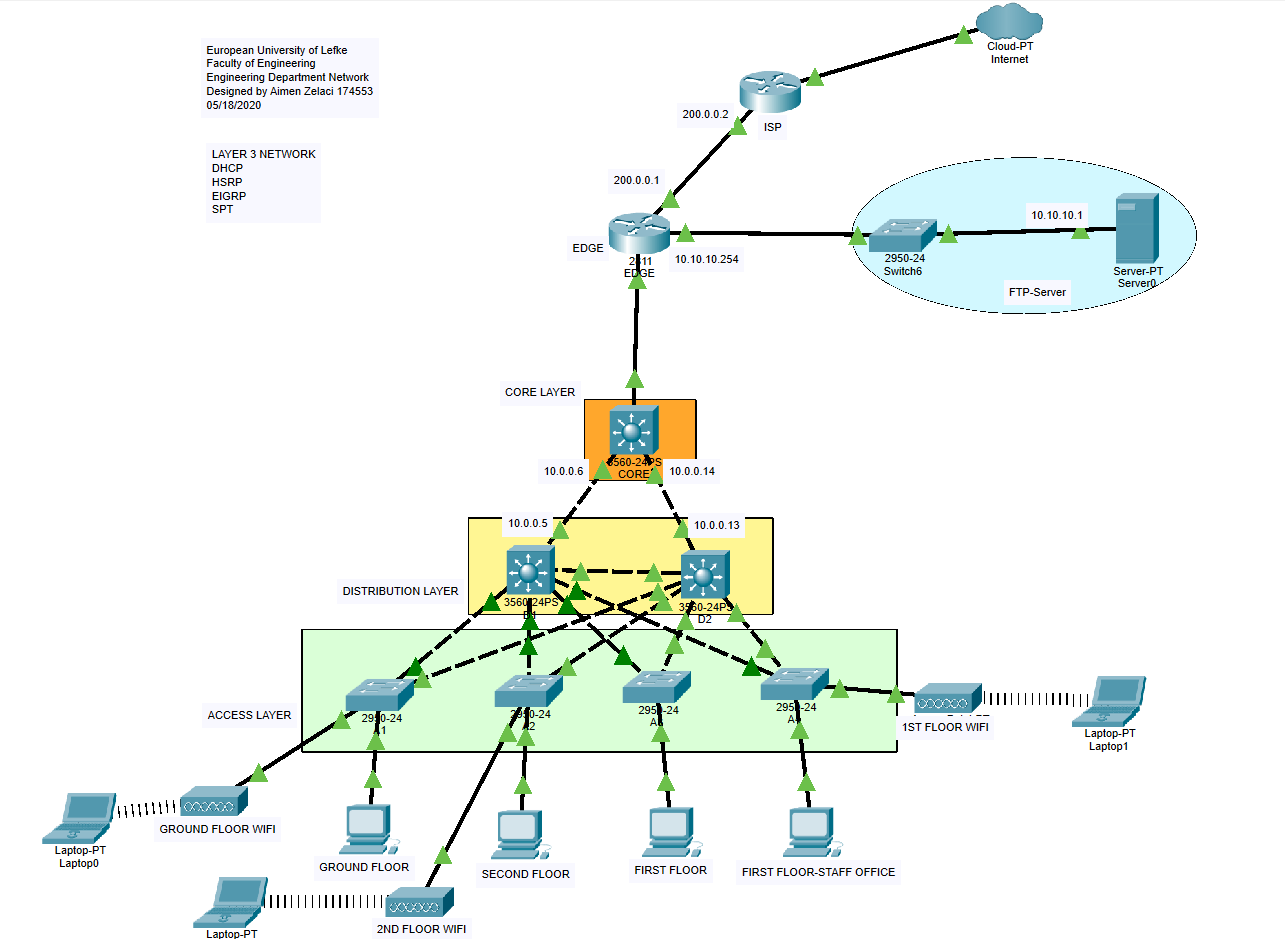 European University of Lefke
Faculty of Engineering
Engineering Department Network
Designed by Aimen Zelaci 174553
05/18/2020
LAYER 3 NETWORK
DHCP
HSRP
EIGRP
SPT
Cloud-PT
Internet
200.0.0.2
ISP
200.0.0.1
EDGE
EDGE
10.10.10.254
2950-24
Switch6
10.10.10.1
Server-PT
Server0
FTP-Server
CORE LAYER
3560-24PS
CORE
10.0.0.6
10.0.0.14
10.0.0.5
10.0.0.13
DISTRIBUTION LAYER
3560-24PS
3560-24PS
D2
ACCESS LAYER
2950-24
A1
2950-24
A2
2950-24
2950-24
1ST FLOOR WIFI
Laptop-PT
Laptop1
Laptop-PT
Laptop0
GROUND FLOOR WIFI
GROUND FLOOR
SECOND FLOOR
FIRST FLOOR
FIRST FLOOR-STAFF OFFICE
Laptop-PT
2ND FLOOR WIFI